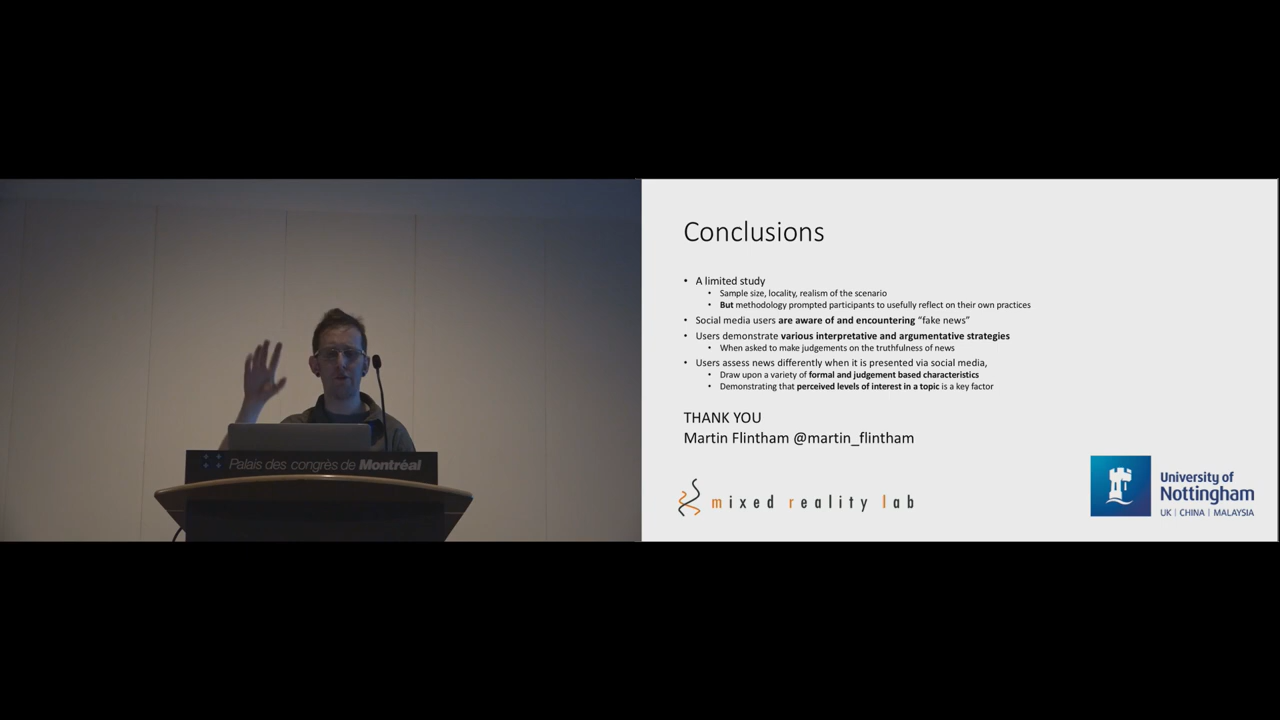 Palais des congrès de Montréal
Conclusions
• A limited study
• Sample size, locality, realism of the scenario
• But methodology prompted participants to usefully reflect on their own practices
• Social media users are aware of and encountering “fake news”
• Users demonstrate various interpretative and argumentative strategies
• When asked to make judgements on the truthfulness of news
• Users assess news differently when it is presented via social media,
• Draw upon a variety of formal and judgement based characteristics
• Demonstrating that perceived levels of interest in a topic is a key factor
THANK YOU
Martin Flintham @martin_flintham
mixed reality lab
University of
Nottingham
UK | CHINA | MALAYSIA